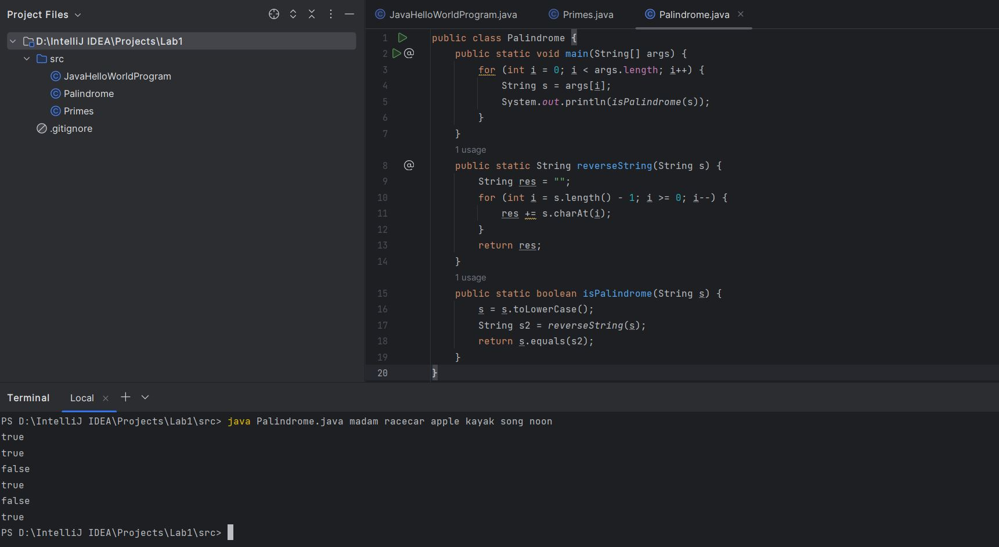 Project Files
D:\IntelliJ IDEA\Projects\Lab1
src
JavaHelloWorldProgram
Palindrome
Primes
.gitignore
JavaHelloWorldProgram.java Primes.java Palindrome.java
1 public class Palindrome {
2 @ public static void main(String[] args) {
3 for (int i = 0; i < args.length; i++) {
4 String s = args[i];
5 System.out.println(isPalindrome(s));
6 }
7 }
1 usage
8 @ public static String reverseString(String s) {
9 String res = "";
10 for (int i = s.length() - 1; i >= 0; i--) {
11 res += s.charAt(i);
12 }
13 return res;
14 }
1 usage
15 public static boolean isPalindrome(String s) {
16 s = s.toLowerCase();
17 String s2 = reverseString(s);
18 return s.equals(s2);
19 }
20 }
Terminal Local
PS D:\IntelliJ IDEA\Projects\Lab1\src> java Palindrome.java madam racecar apple kayak song noon
true
true
false
true
false
true
PS D:\IntelliJ IDEA\Projects\Lab1\src>